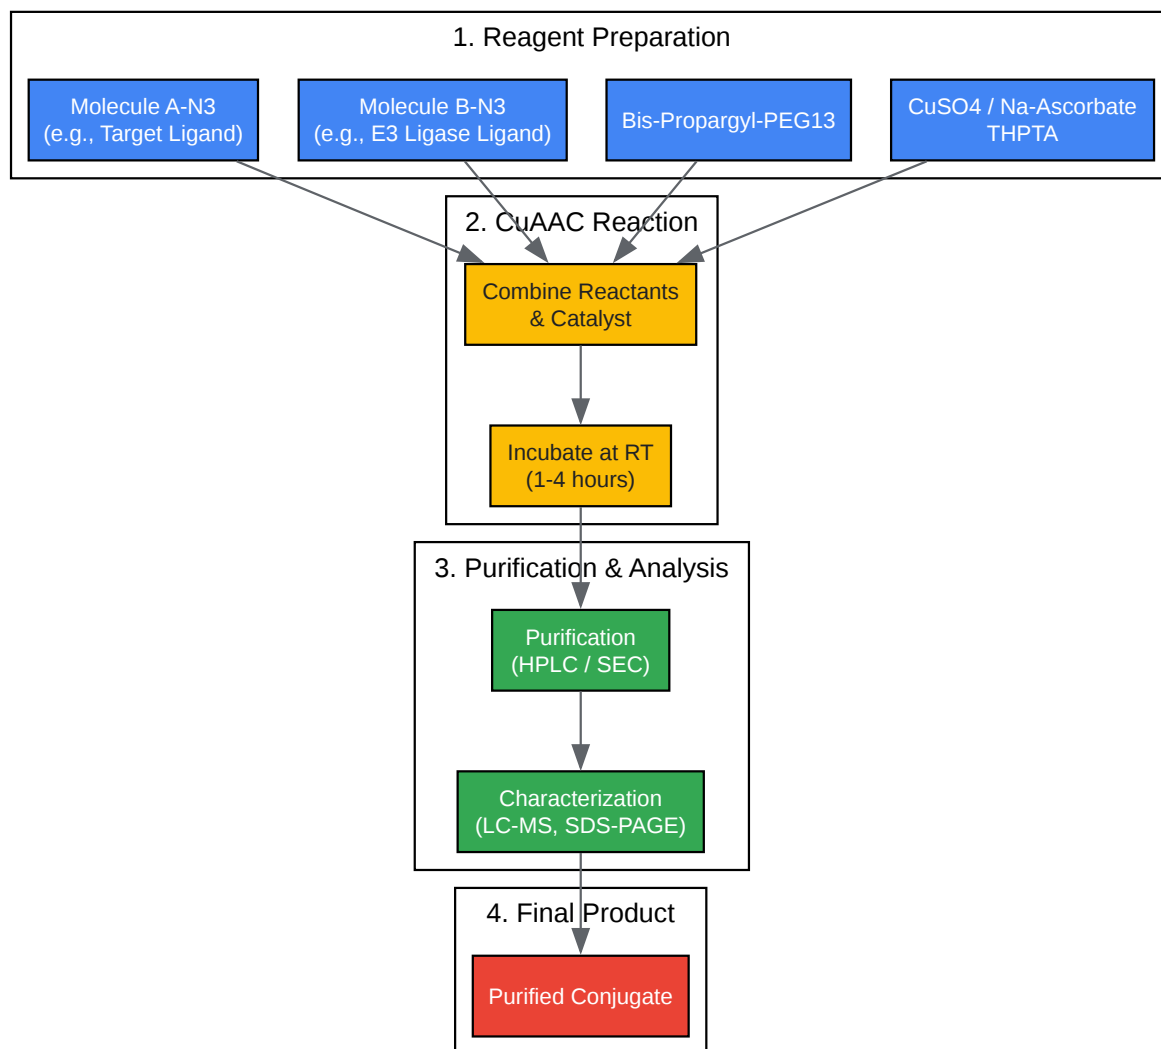 1. Reagent Preparation
Molecule A-N3
(e.g., Target Ligand)
Molecule B-N3
(e.g., E3 Ligase Ligand)
Bis-Propargyl-PEG13
CuSO4 / Na-Ascorbate
THPTA
2. CuAAC Reaction
Combine Reactants
& Catalyst
Incubate at RT
(1-4 hours)
3. Purification & Analysis
Purification
(HPLC / SEC)
Characterization
(LC-MS, SDS-PAGE)
4. Final Product
Purified Conjugate